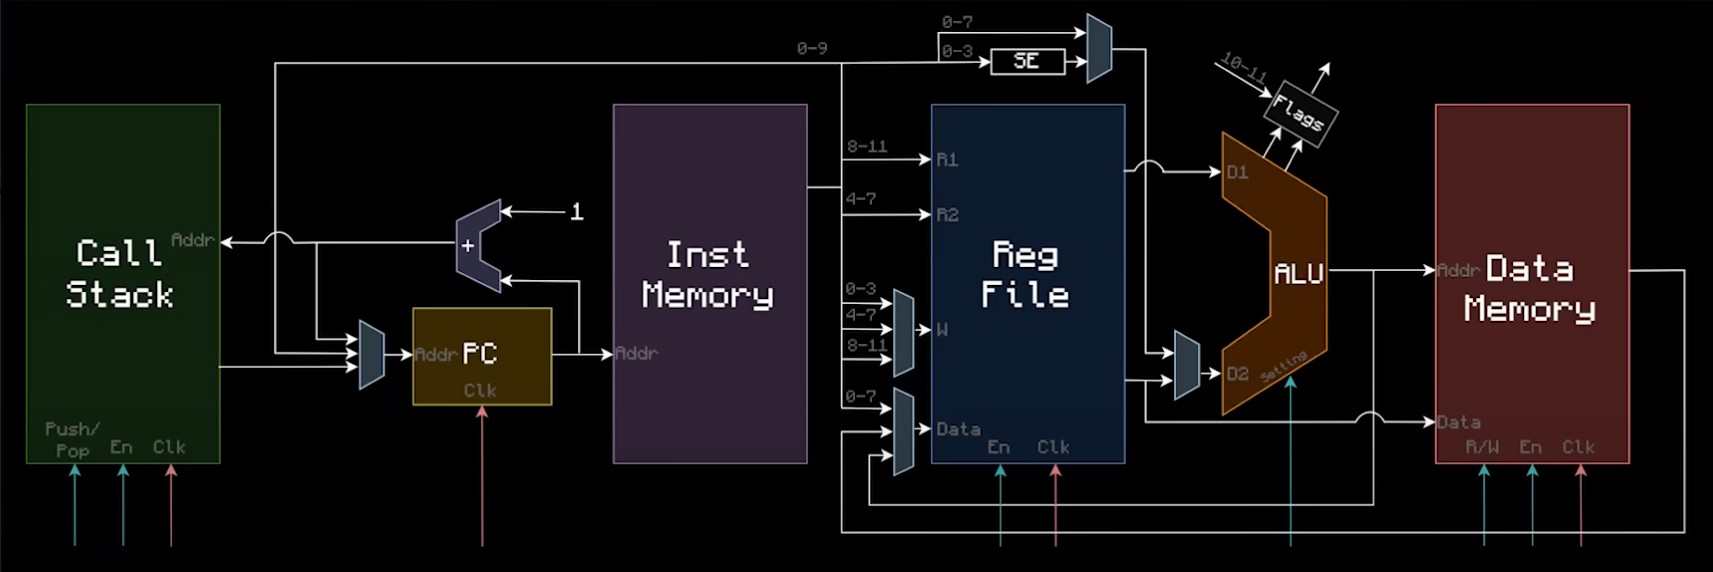 0-7
0-9
0-3
SE
10-11
Flags
8-11
R1
D1
4-7
R2
1
Addr
+
Call
Stack
Inst
Memory
Reg
File
ALU
Addr
Data
Memory
0-3
4-7
W
8-11
Addr
PC
Addr
Clk
D2
Setting
0-7
Data
Data
Push/
Pop
En
Clk
En
Clk
R/W
En
Clk